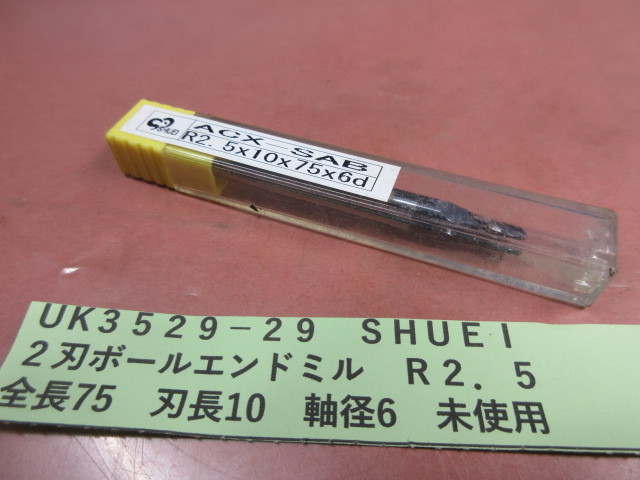 SHUEI
ACX-SAB
R2.5x10x75x6d
UK3529-29 SHUEI
2刃ボールエンドミル R2.5
全長75 刃長10 軸径6 未使用